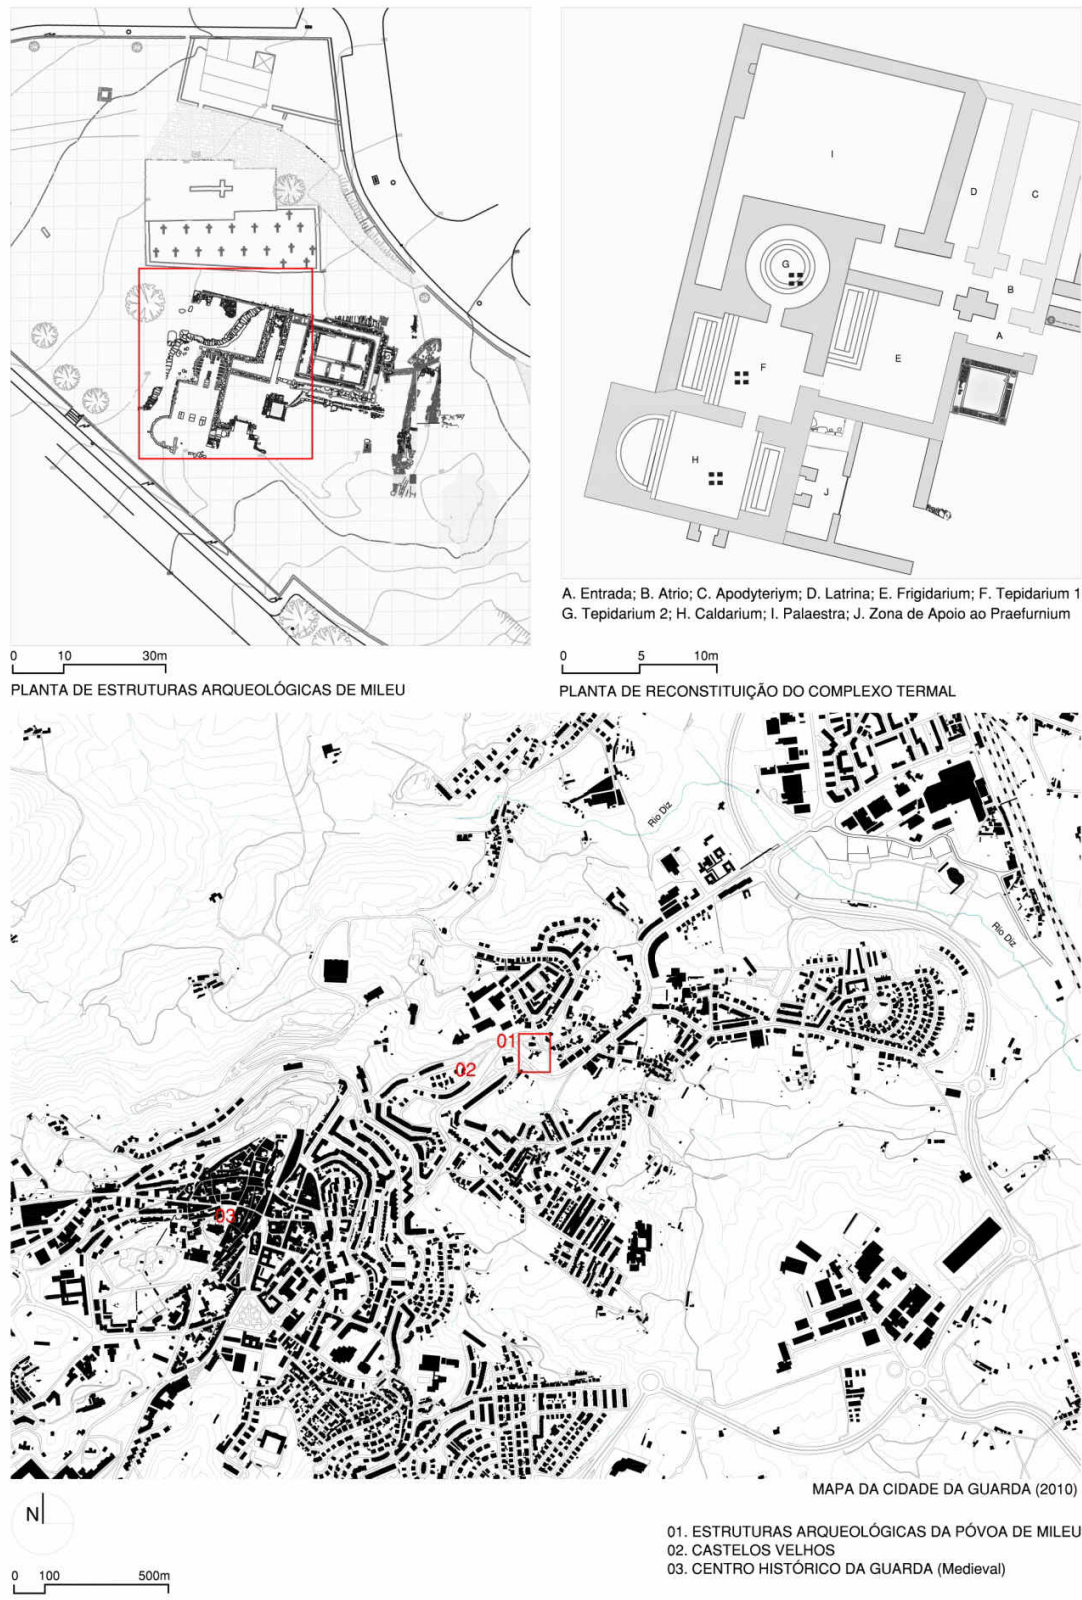 I
D
C
G
B
A
E
F
H
J
A. Entrada; B. Atrio; C. Apodyteriym; D. Latrina; E. Frigidarium; F. Tepidarium 1
G. Tepidarium 2; H. Caldarium; I. Palaestra; J. Zona de Apoio ao Praefurnium
0 10 30m
PLANTA DE ESTRUTURAS ARQUEOLÓGICAS DE MILEU
0 5 10m
PLANTA DE RECONSTITUIÇÃO DO COMPLEXO TERMAL
Rio Diz
Rio Diz
01
02
03
MAPA DA CIDADE DA GUARDA (2010)
N
01. ESTRUTURAS ARQUEOLÓGICAS DA PÓVOA DE MILEU
02. CASTELOS VELHOS
03. CENTRO HISTÓRICO DA GUARDA (Medieval)
0 100 500m